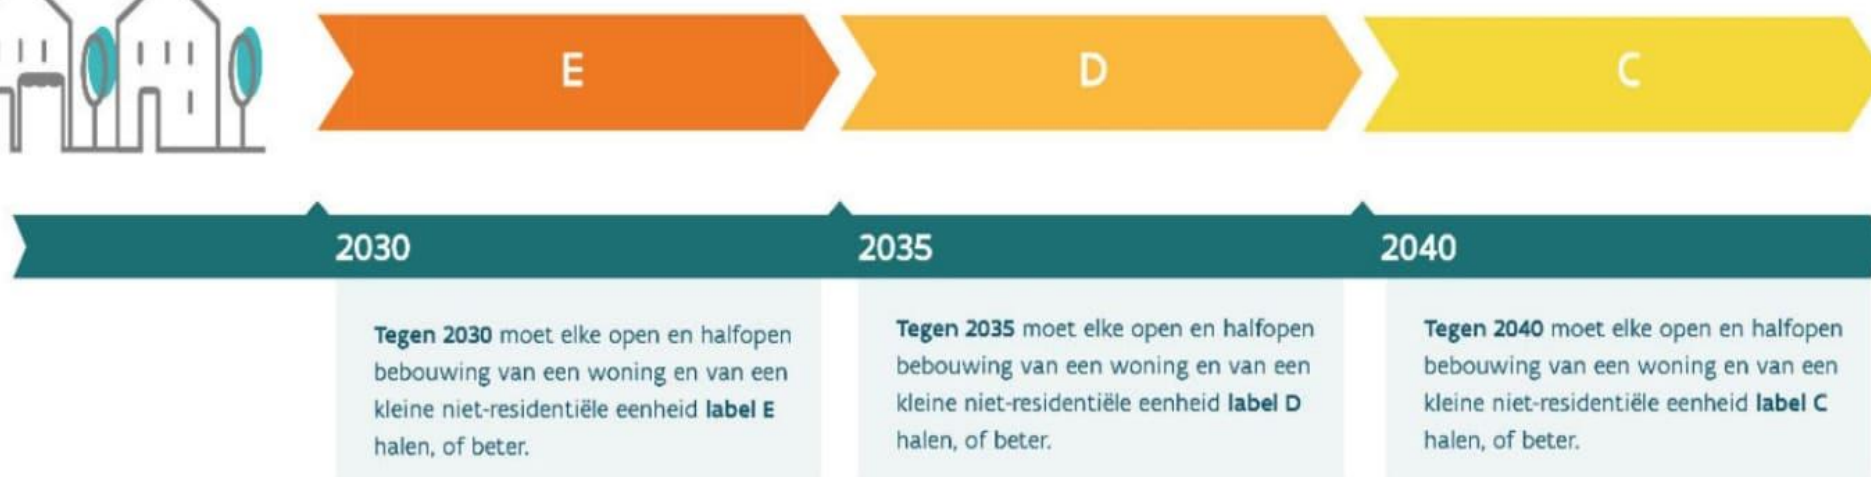 E
D
C
2030
2035
2040
Tegen 2030 moet elke open en halfopen
bebouwing van een woning en van een
kleine niet-residentiële eenheid label E
halen, of beter.
Tegen 2035 moet elke open en halfopen
bebouwing van een woning en van een
kleine niet-residentiële eenheid label D
halen, of beter.
Tegen 2040 moet elke open en halfopen
bebouwing van een woning en van een
kleine niet-residentiële eenheid label C
halen, of beter.